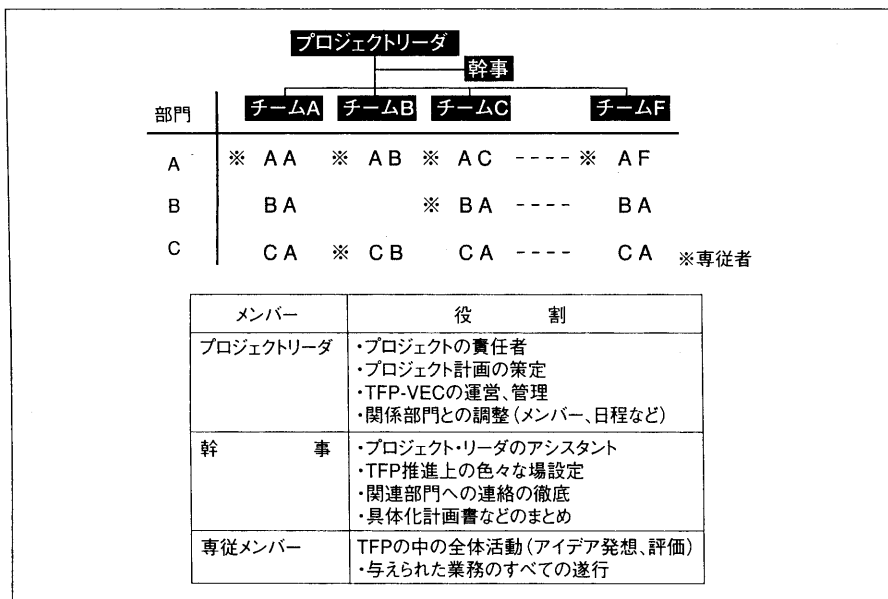 プロジェクトリーダ
幹事
部門 チームA チームB チームC チームF
A ※ AA ※ AB ※ AC ---- ※ AF
B BA ※ BA ---- BA
C CA ※ CB CA ---- CA ※専従者
メンバー 役 割
プロジェクトリーダ ・プロジェクトの責任者
・プロジェクト計画の策定
・TFP-VECの運営、管理
・関係部門との調整(メンバー、日程など)
幹 事 ・プロジェクト・リーダのアシスタント
・TFP推進上の色々な場設定
・関連部門への連絡の徹底
・具体化計画書などのまとめ
専従メンバー TFPの中の全体活動(アイデア発想、評価)
・与えられた業務のすべての遂行